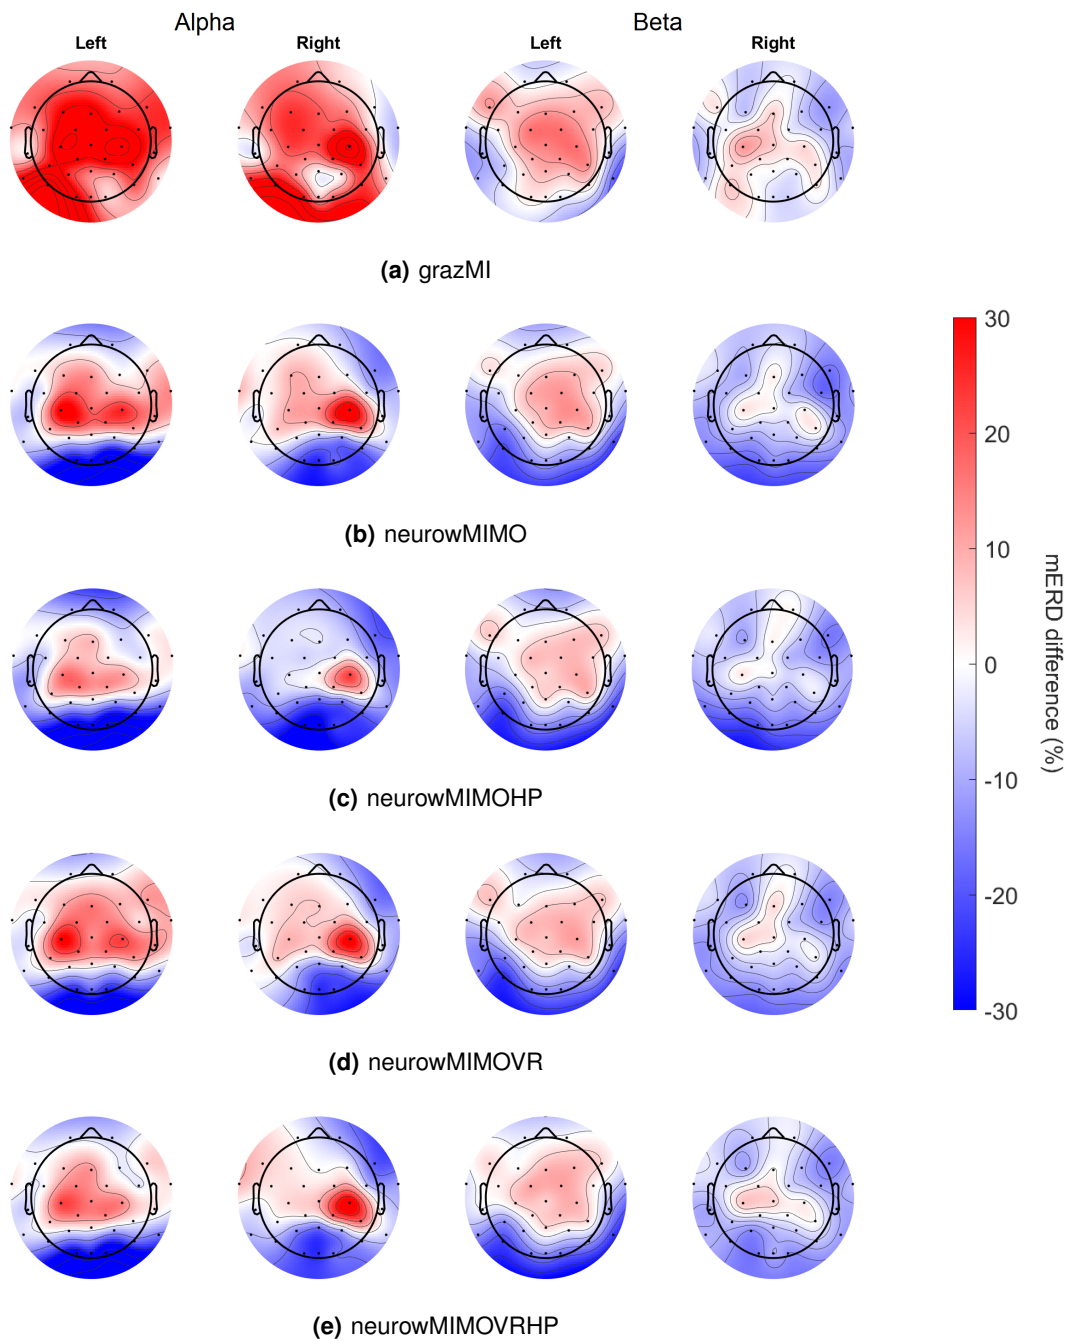 Alpha Beta
Left Right Left Right
(a) grazMI
(b) neurowMIMO
(c) neurowMIMOHP
(d) neurowMIMOVR
(e) neurowMIMOVRHP
30
20
10
0
-10
-20
-30
mERD difference (%)